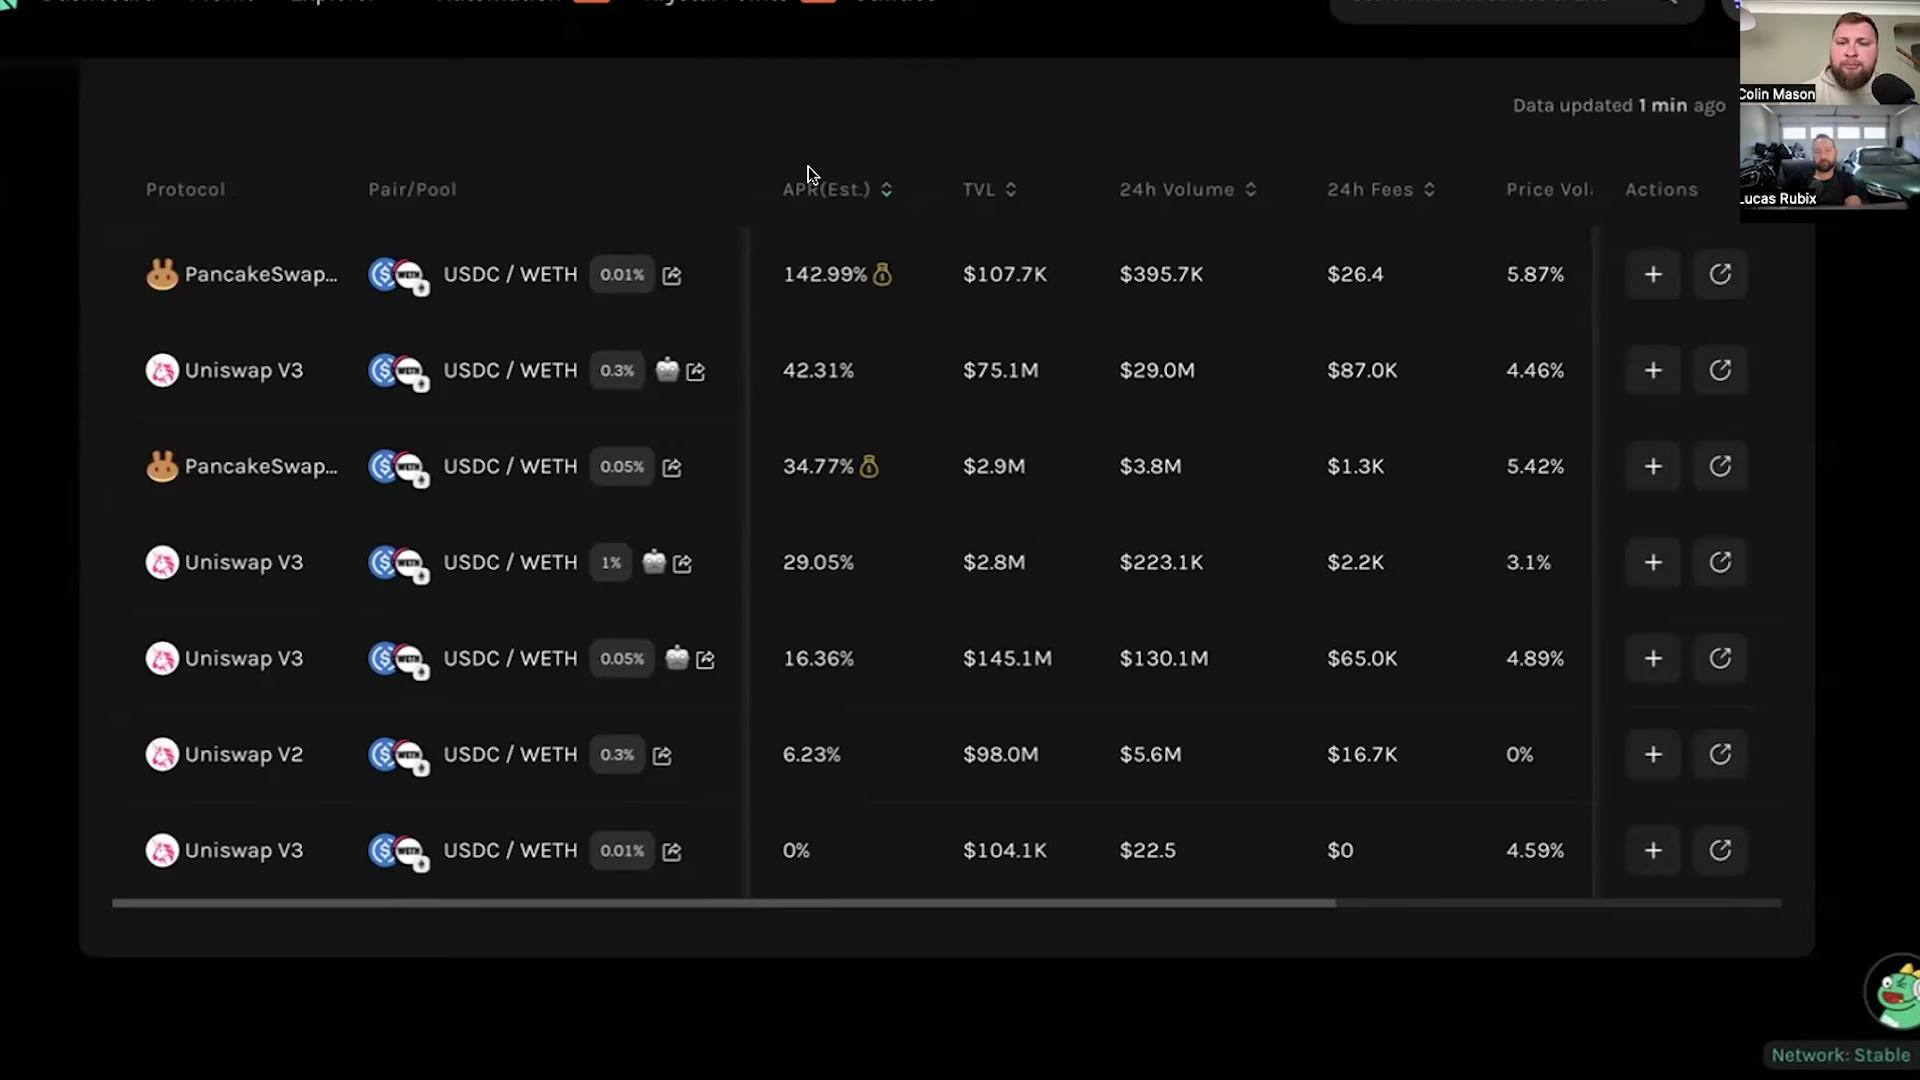 Colin Mason
Data updated 1 min ago
Lucas Rubix
Protocol Pair/Pool APR(Est.) TVL 24h Volume 24h Fees Price Vol Actions
PancakeSwap... USDC / WETH 0.01% 142.99% $107.7K $395.7K $26.4 5.87%
Uniswap V3 USDC / WETH 0.3% 42.31% $75.1M $29.0M $87.0K 4.46%
PancakeSwap... USDC / WETH 0.05% 34.77% $2.9M $3.8M $1.3K 5.42%
Uniswap V3 USDC / WETH 1% 29.05% $2.8M $223.1K $2.2K 3.1%
Uniswap V3 USDC / WETH 0.05% 16.36% $145.1M $130.1M $65.0K 4.89%
Uniswap V2 USDC / WETH 0.3% 6.23% $98.0M $5.6M $16.7K 0%
Uniswap V3 USDC / WETH 0.01% 0% $104.1K $22.5 $0 4.59%
Network: Stable